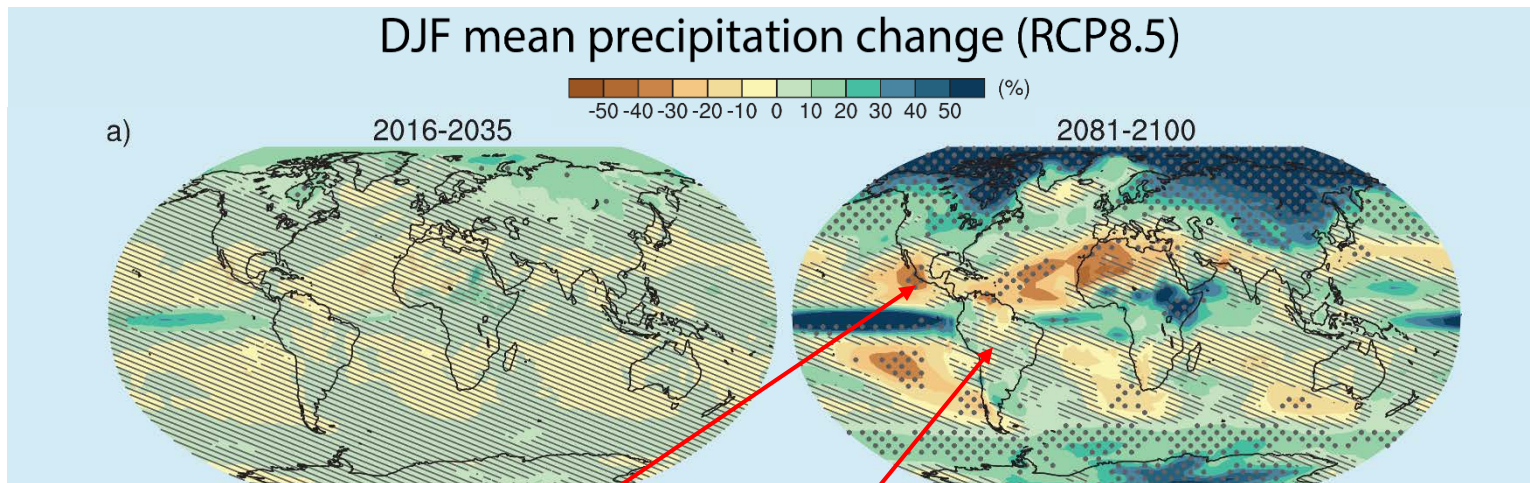 DJF mean precipitation change (RCP8.5)
(%)
-50 -40 -30 -20 -10 0 10 20 30 40 50
a) 2016-2035 2081-2100